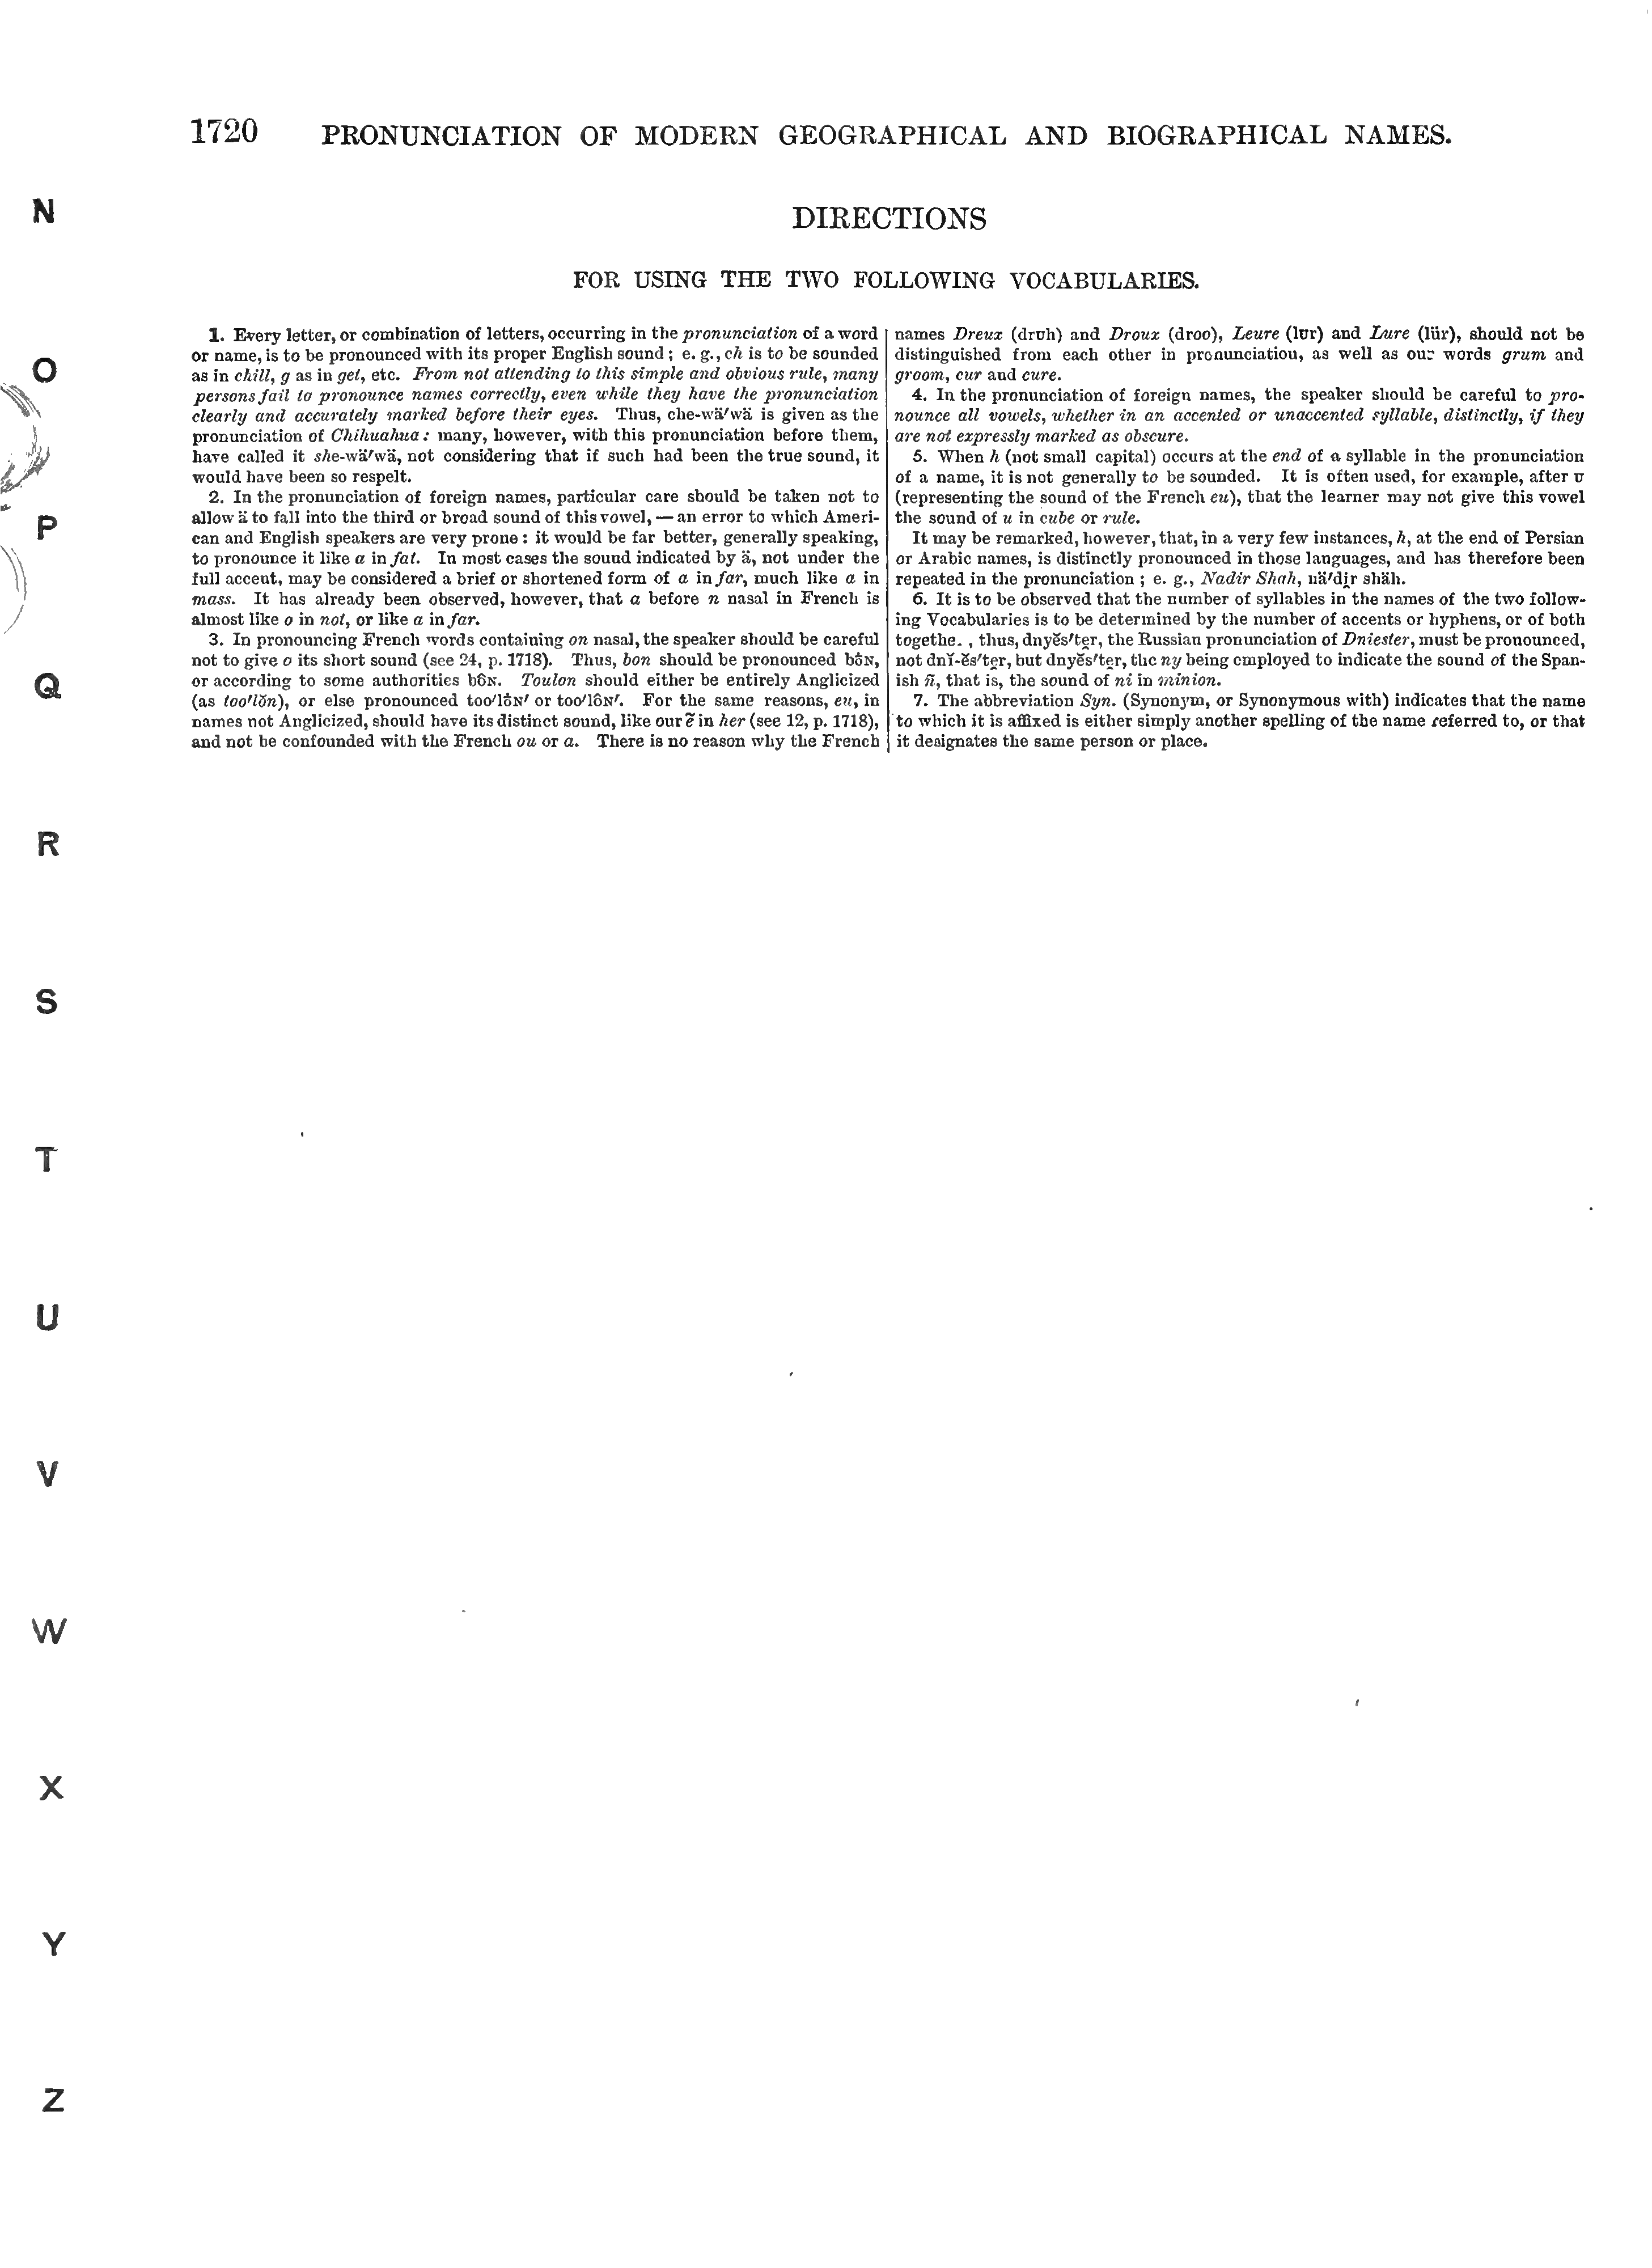 1720 PRONUNCIATION OF MODERN GEOGRAPHICAL AND BIOGRAPHICAL NAMES.
DIRECTIONS
FOR USING THE TWO FOLLOWING VOCABULARIES.
1. Every letter, or combination of letters, occurring in the pronunciation of a word
or name, is to be pronounced with its proper English sound; e. g., ch is to be sounded
as in chill, g as in get, etc. From not attending to this simple and obvious rule, many
persons fail to pronounce names correctly, even while they have the pronunciation
clearly and accurately marked before their eyes. Thus, che-wä′wä is given as the
pronunciation of Chihuahua: many, however, with this pronunciation before them,
have called it she-wä′wä, not considering that if such had been the true sound, it
would have been so respelt.
2. In the pronunciation of foreign names, particular care should be taken not to
allow ä to fall into the third or broad sound of this vowel, — an error to which Ameri-
can and English speakers are very prone: it would be far better, generally speaking,
to pronounce it like a in fat. In most cases the sound indicated by ä, not under the
full accent, may be considered a brief or shortened form of a in far, much like a in
mass. It has already been observed, however, that a before n nasal in French is
almost like o in not, or like a in far.
3. In pronouncing French words containing on nasal, the speaker should be careful
not to give o its short sound (see 24, p. 1718). Thus, bon should be pronounced bôɴ,
or according to some authorities bôɴ. Toulon should either be entirely Anglicized
(as too′lŏn), or else pronounced too′lôɴ′ or too′lôɴ′. For the same reasons, eu, in
names not Anglicized, should have its distinct sound, like our ẽ in her (see 12, p. 1718),
and not be confounded with the French ou or a. There is no reason why the French
names Dreux (drᴜh) and Droux (droo), Leure (lᴜr) and Lure (lür), should not be
distinguished from each other in pronunciation, as well as our words grum and
groom, cur and cure.
4. In the pronunciation of foreign names, the speaker should be careful to pro-
nounce all vowels, whether in an accented or unaccented syllable, distinctly, if they
are not expressly marked as obscure.
5. When h (not small capital) occurs at the end of a syllable in the pronunciation
of a name, it is not generally to be sounded. It is often used, for example, after ᴜ
(representing the sound of the French eu), that the learner may not give this vowel
the sound of u in cube or rule.
It may be remarked, however, that, in a very few instances, h, at the end of Persian
or Arabic names, is distinctly pronounced in those languages, and has therefore been
repeated in the pronunciation; e. g., Nadir Shah, nä′dịr shäh.
6. It is to be observed that the number of syllables in the names of the two follow-
ing Vocabularies is to be determined by the number of accents or hyphens, or of both
togethe. , thus, dnyĕs′tẹr, the Russian pronunciation of Dniester, must be pronounced,
not dnĭ-ĕs′tẹr, but dnyĕs′tẹr, the ny being employed to indicate the sound of the Span-
ish ñ, that is, the sound of ni in minion.
7. The abbreviation Syn. (Synonym, or Synonymous with) indicates that the name
to which it is affixed is either simply another spelling of the name referred to, or that
it designates the same person or place.
N
O
P
Q
R
S
T
U
V
W
X
Y
Z